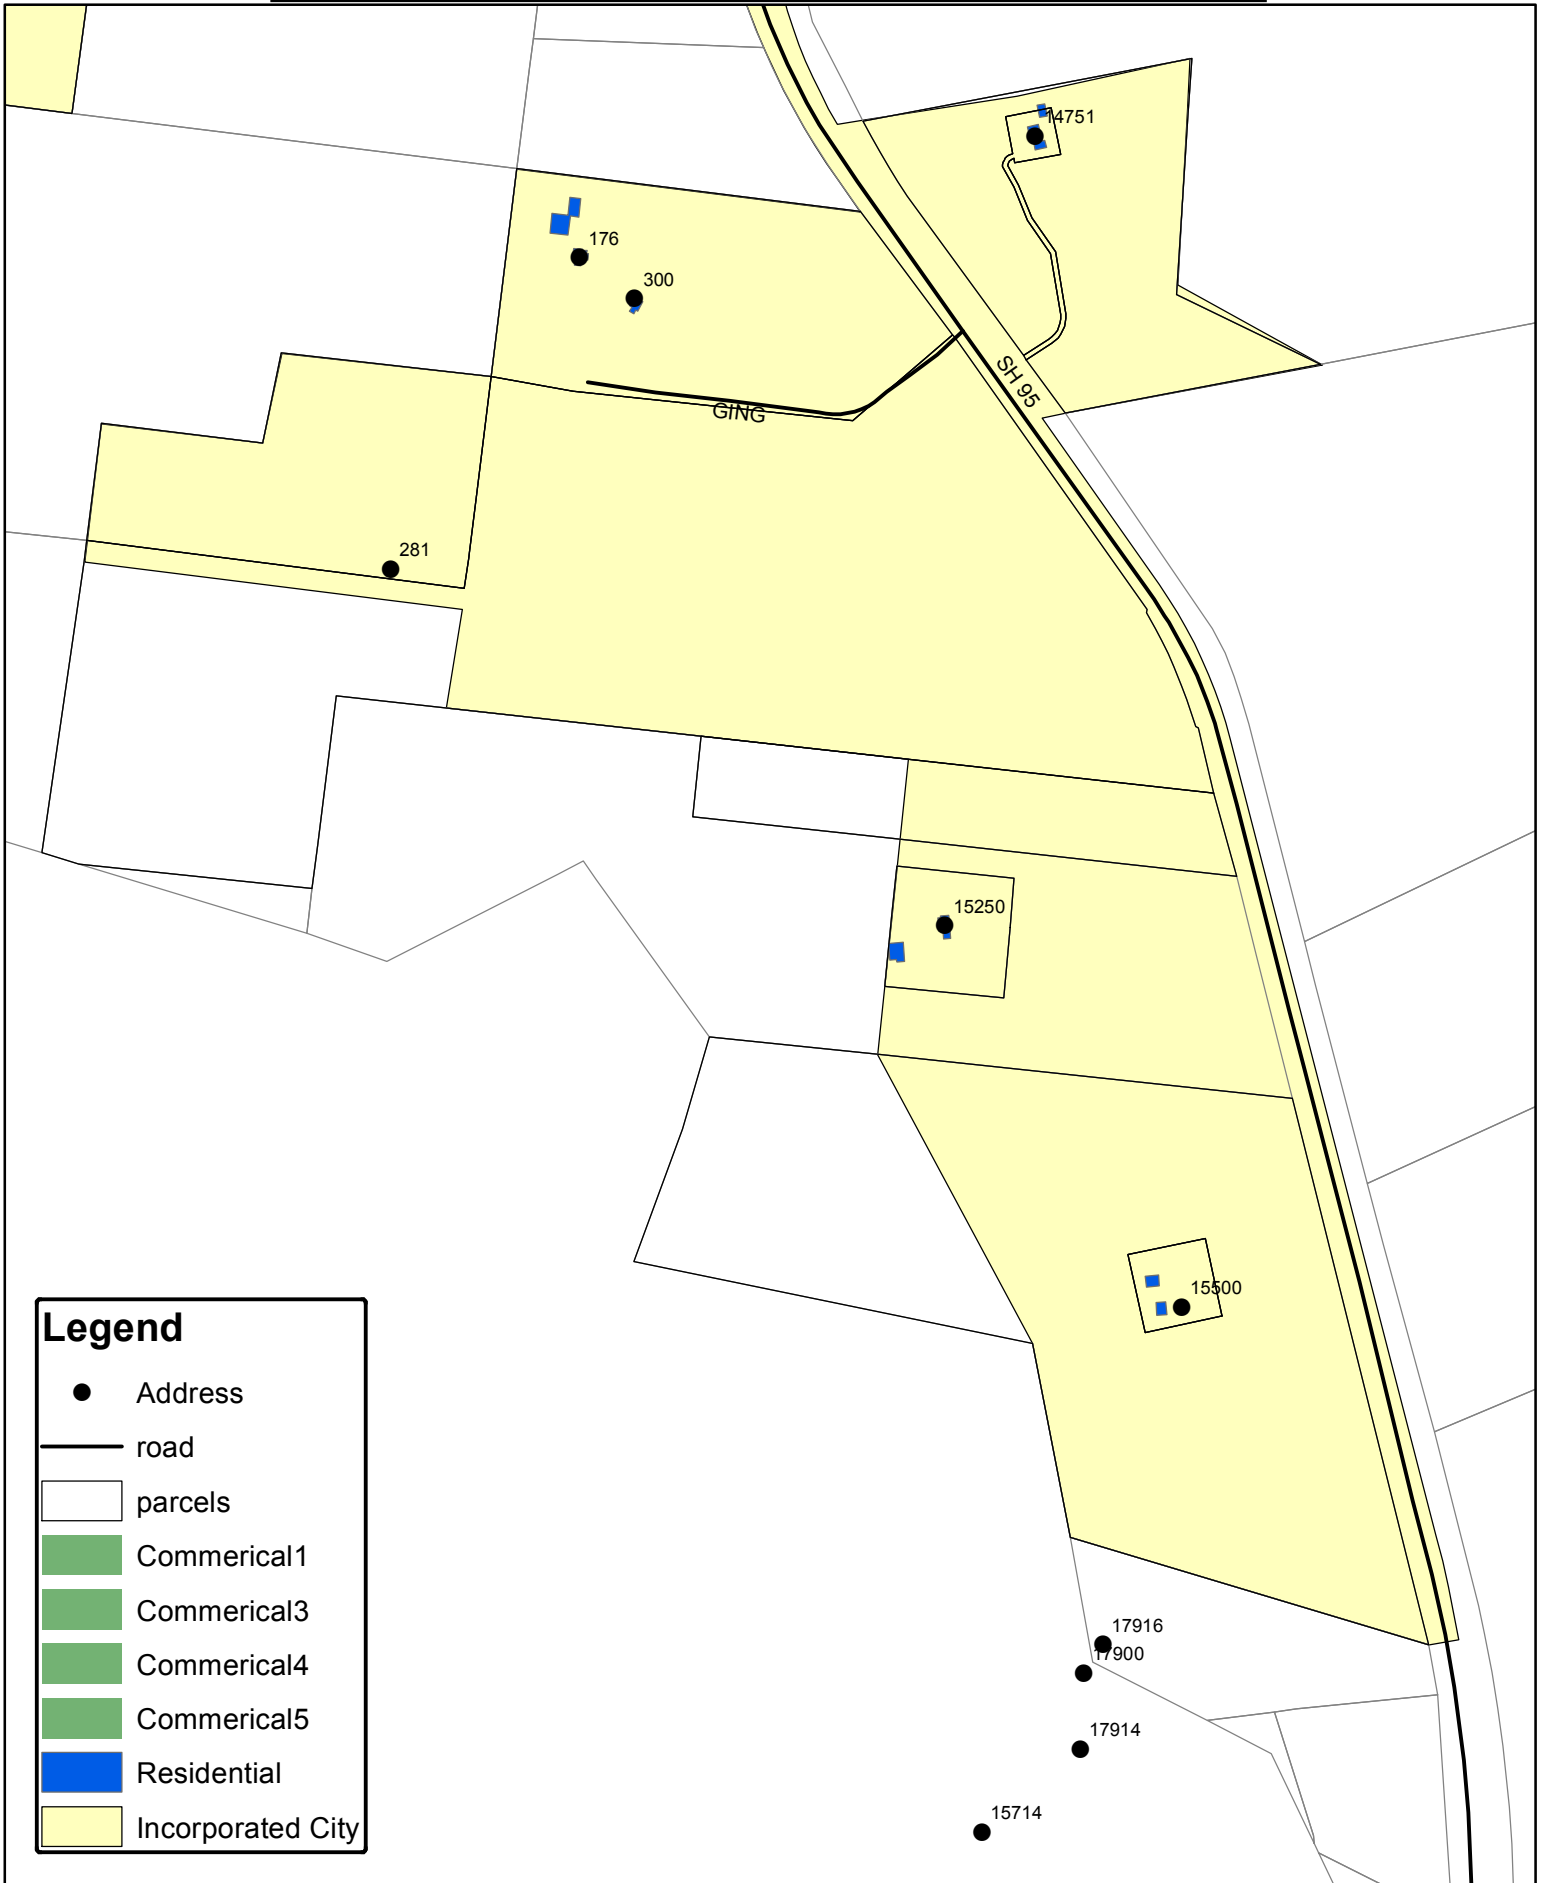 14751
176
300
SH 95
GING
281
15250
15500
17916
17900
17914
15714
Legend
Address
road
parcels
Commerical1
Commerical3
Commerical4
Commerical5
Residential
Incorporated City